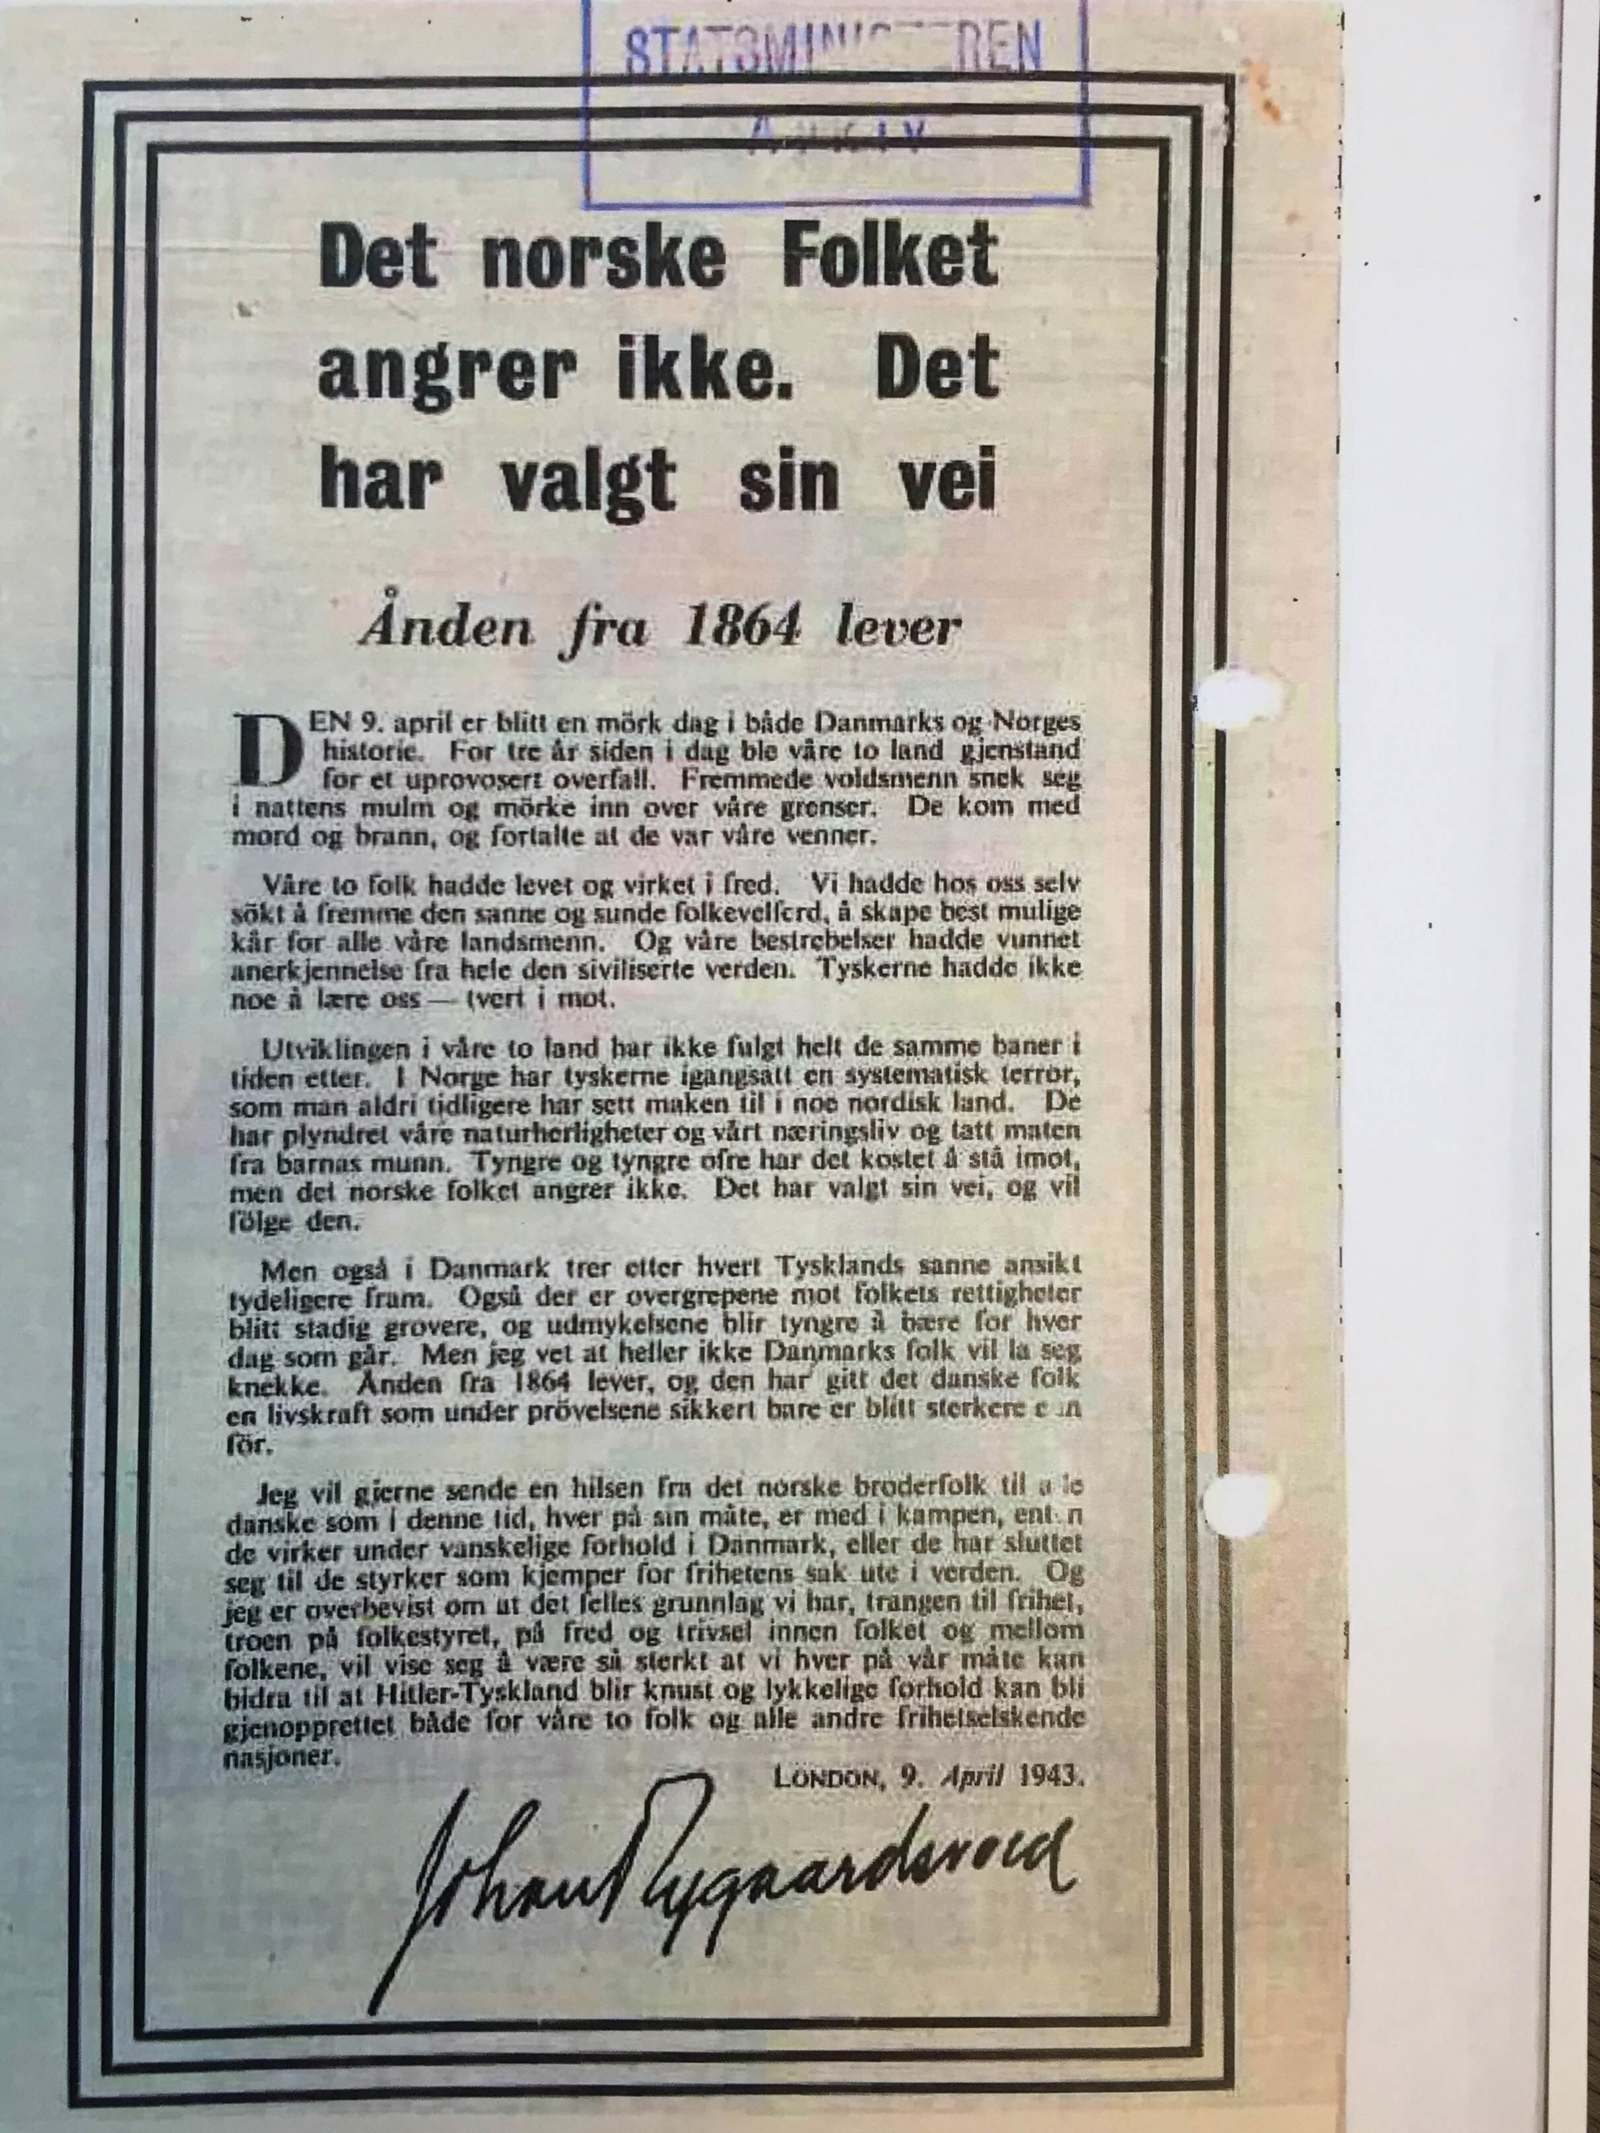 STATSMINISTEREN
ARKIV
Det norske Folket
angrer ikke. Det
har valgt sin vei
Ånden fra 1864 lever
DEN 9. april er blitt en mörk dag i både Danmarks og Norges
historie. For tre år siden i dag ble våre to land gjenstand
for et uprovosert overfall. Fremmede voldsmenn snek seg
i nattens mulm og mörke inn over våre grenser. De kom med
mord og brann, og fortalte at de var våre venner.
Våre to folk hadde levet og virket i fred. Vi hadde hos oss selv
sökt å fremme den sanne og sunde folkevelferd, å skape best mulige
kår for alle våre landsmenn. Og våre bestrebelser hadde vunnet
anerkjennelse fra hele den siviliserte verden. Tyskerne hadde ikke
noe å lære oss — tvert i mot.
Utviklingen i våre to land har ikke fulgt helt de samme baner i
tiden etter. I Norge har tyskerne igangsatt en systematisk terror,
som man aldri tidligere har sett maken til i noe nordisk land. De
har plyndret våre naturherligheter og vårt næringsliv og tatt maten
fra barnas munn. Tyngre og tyngre ofre har det kostet å stå imot,
men det norske folket angrer ikke. Det har valgt sin vei, og vil
fölge den.
Men også i Danmark trer etter hvert Tysklands sanne ansikt
tydeligere fram. Også der er overgrepene mot folkets rettigheter
blitt stadig grovere, og udmykelsene blir tyngre å bære for hver
dag som går. Men jeg vet at heller ikke Danmarks folk vil la seg
knekke. Ånden fra 1864 lever, og den har gitt det danske folk
en livskraft som under prövelsene sikkert bare er blitt sterkere enn
för.
Jeg vil gjerne sende en hilsen fra det norske broderfolk til alle
danske som i denne tid, hver på sin måte, er med i kampen, enten
de virker under vanskelige forhold i Danmark, eller de har sluttet
seg til de styrker som kjemper for frihetens sak ute i verden. Og
jeg er overbevist om at det felles grunnlag vi har, trangen til frihet,
troen på folkestyret, på fred og trivsel innen folket og mellom
folkene, vil vise seg å være så sterkt at vi hver på vår måte kan
bidra til at Hitler-Tyskland blir knust og lykkelige forhold kan bli
gjenopprettet både for våre to folk og alle andre frihetselskende
nasjoner.
LONDON, 9. April 1943.
Johan Nygaardsvold